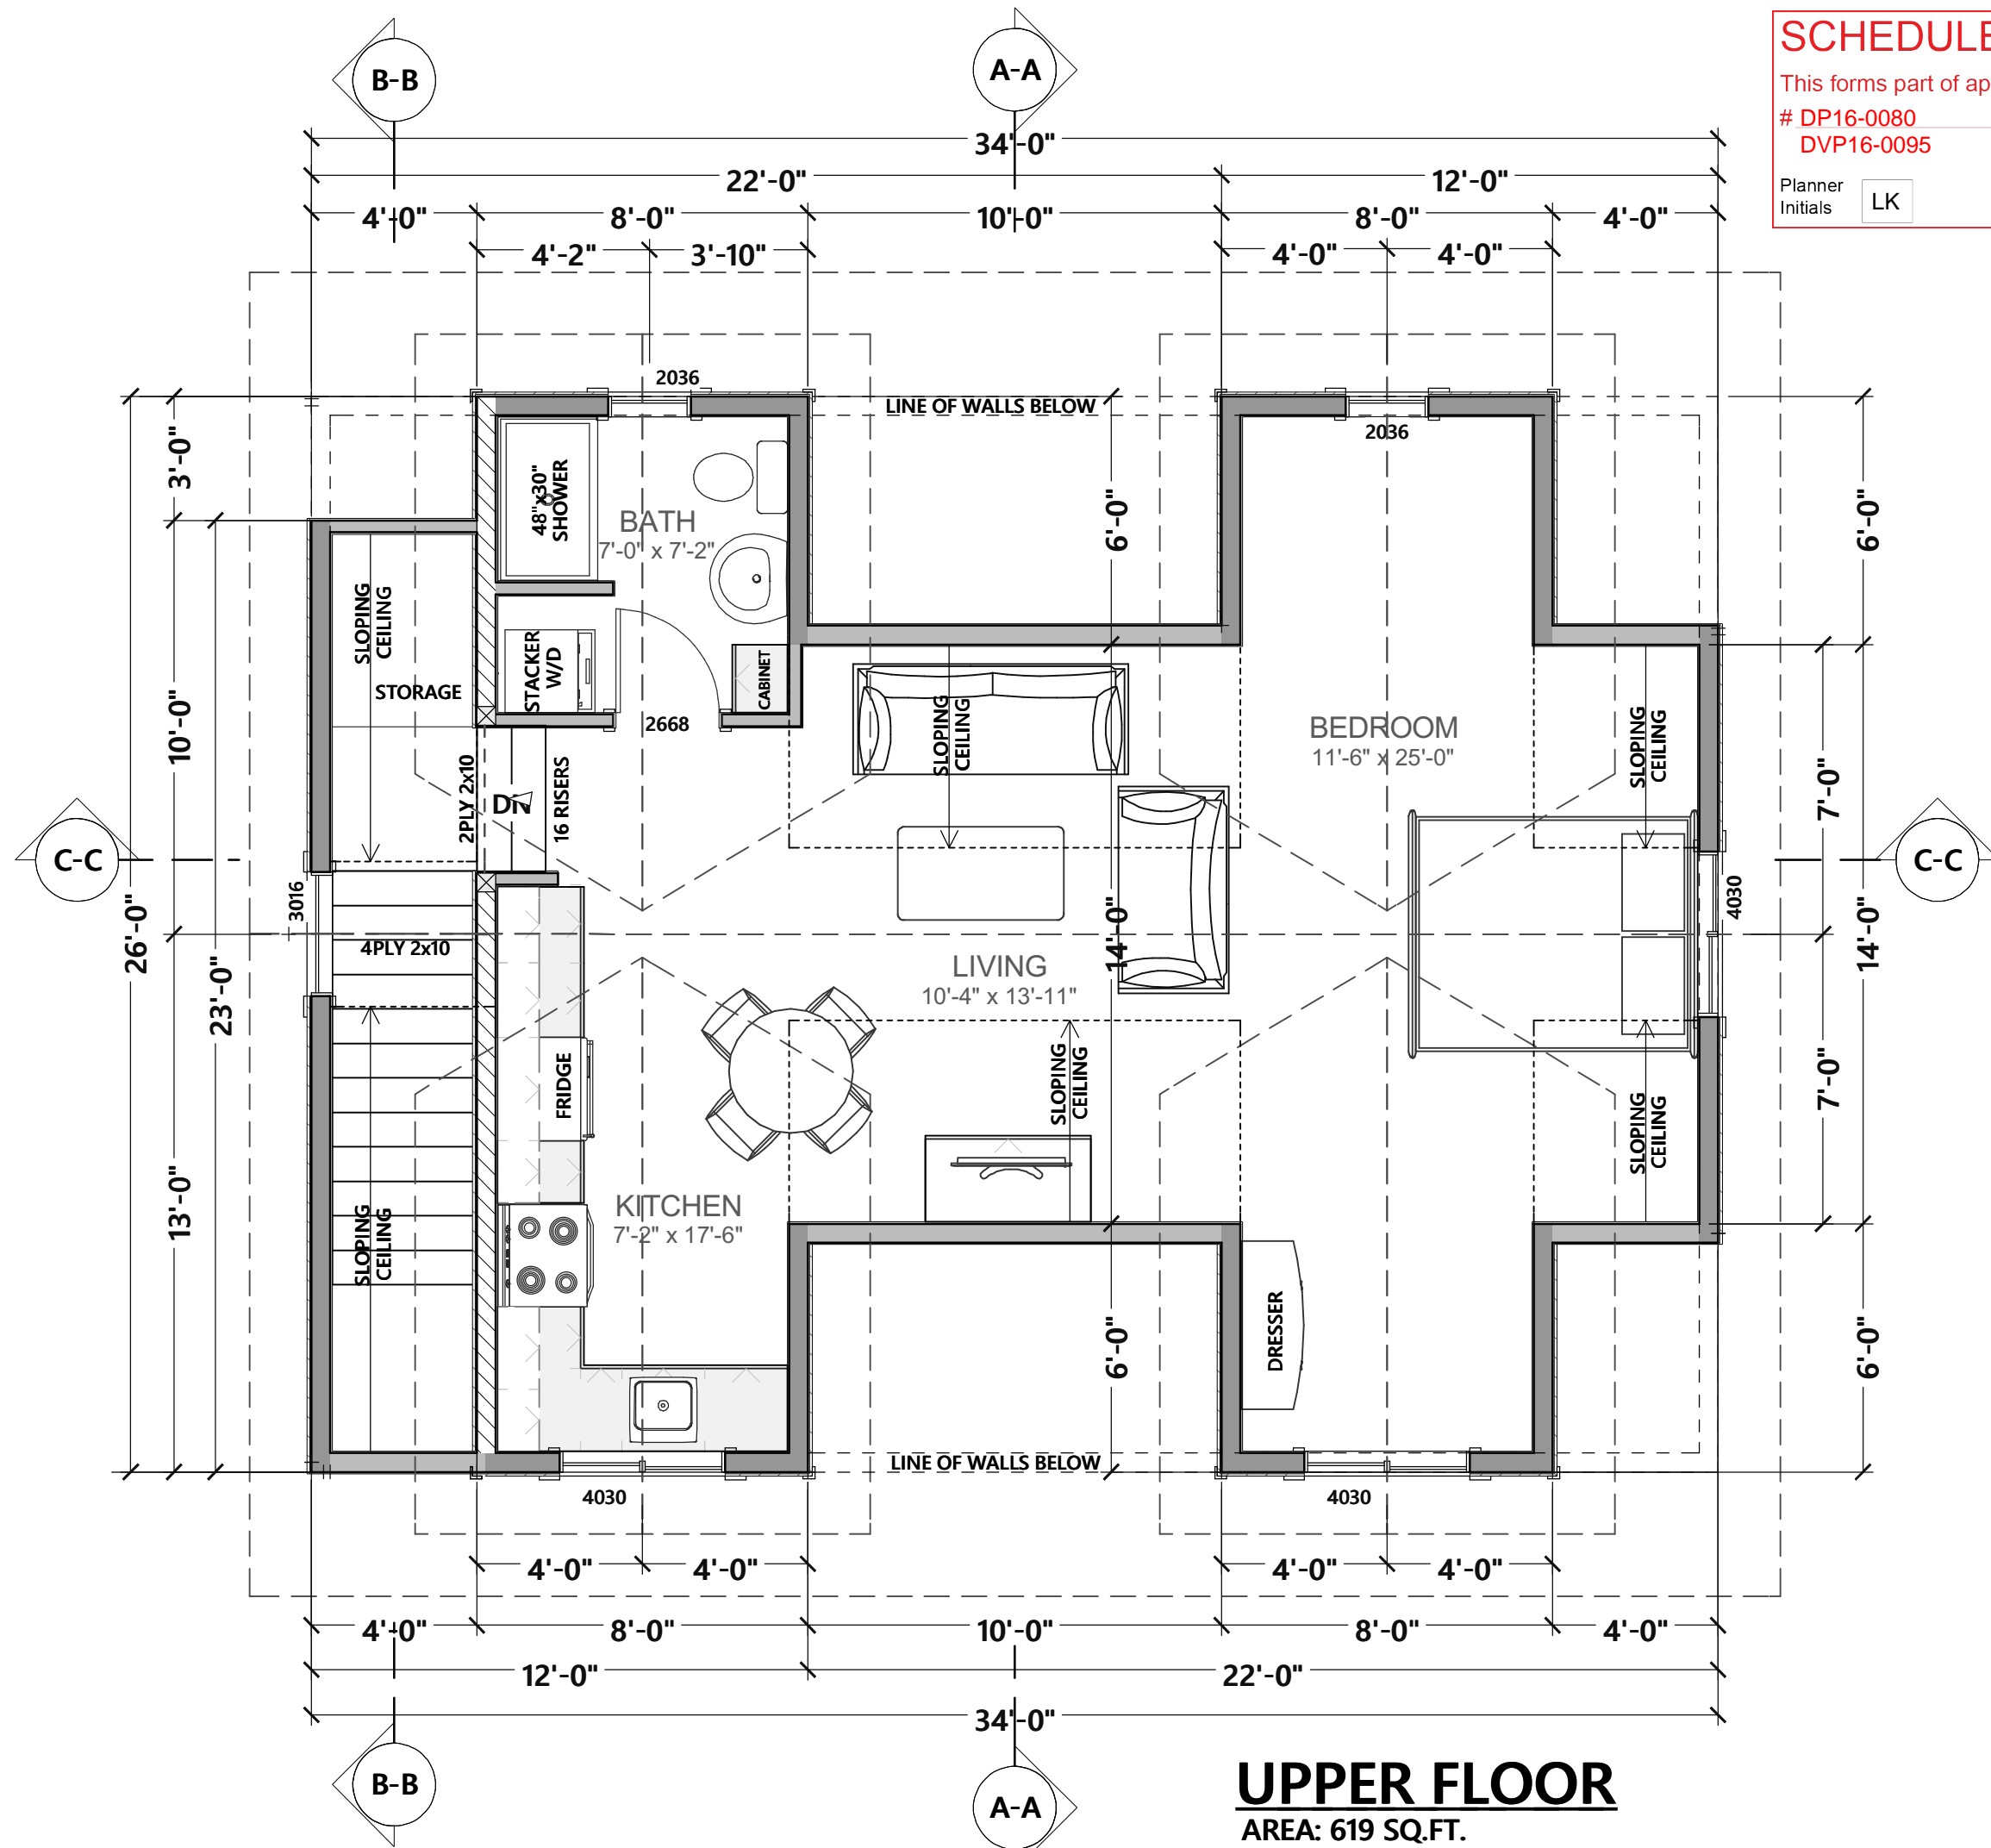 SCHEDULE
This forms part of ap
# DP16-0080
DVP16-0095
Planner
Initials
LK
B-B
A-A
34'-0"
22'-0"
12'-0"
4'-0"
8'-0"
10'-0"
8'-0"
4'-0"
4'-2"
3'-10"
4'-0"
4'-0"
2036
LINE OF WALLS BELOW
2036
3'-0"
6'-0"
6'-0"
48"x30"
SHOWER
BATH
7'-0" x 7'-2"
SLOPING
CEILING
STORAGE
STACKER
W/D
CABINET
2668
SLOPING
CEILING
BEDROOM
11'-6" x 25'-0"
SLOPING
CEILING
10'-0"
2PLY 2x10
DN
16 RISERS
7'-0"
C-C
C-C
3016
4030
26'-0"
23'-0"
4PLY 2x10
LIVING
10'-4" x 13'-11"
14'-0"
14'-0"
FRIDGE
SLOPING
CEILING
SLOPING
CEILING
7'-0"
13'-0"
SLOPING
CEILING
KITCHEN
7'-2" x 17'-6"
DRESSER
6'-0"
6'-0"
LINE OF WALLS BELOW
4030
4030
4'-0"
4'-0"
4'-0"
4'-0"
4'-0"
8'-0"
10'-0"
8'-0"
4'-0"
12'-0"
22'-0"
34'-0"
B-B
A-A
UPPER FLOOR
AREA: 619 SQ.FT.